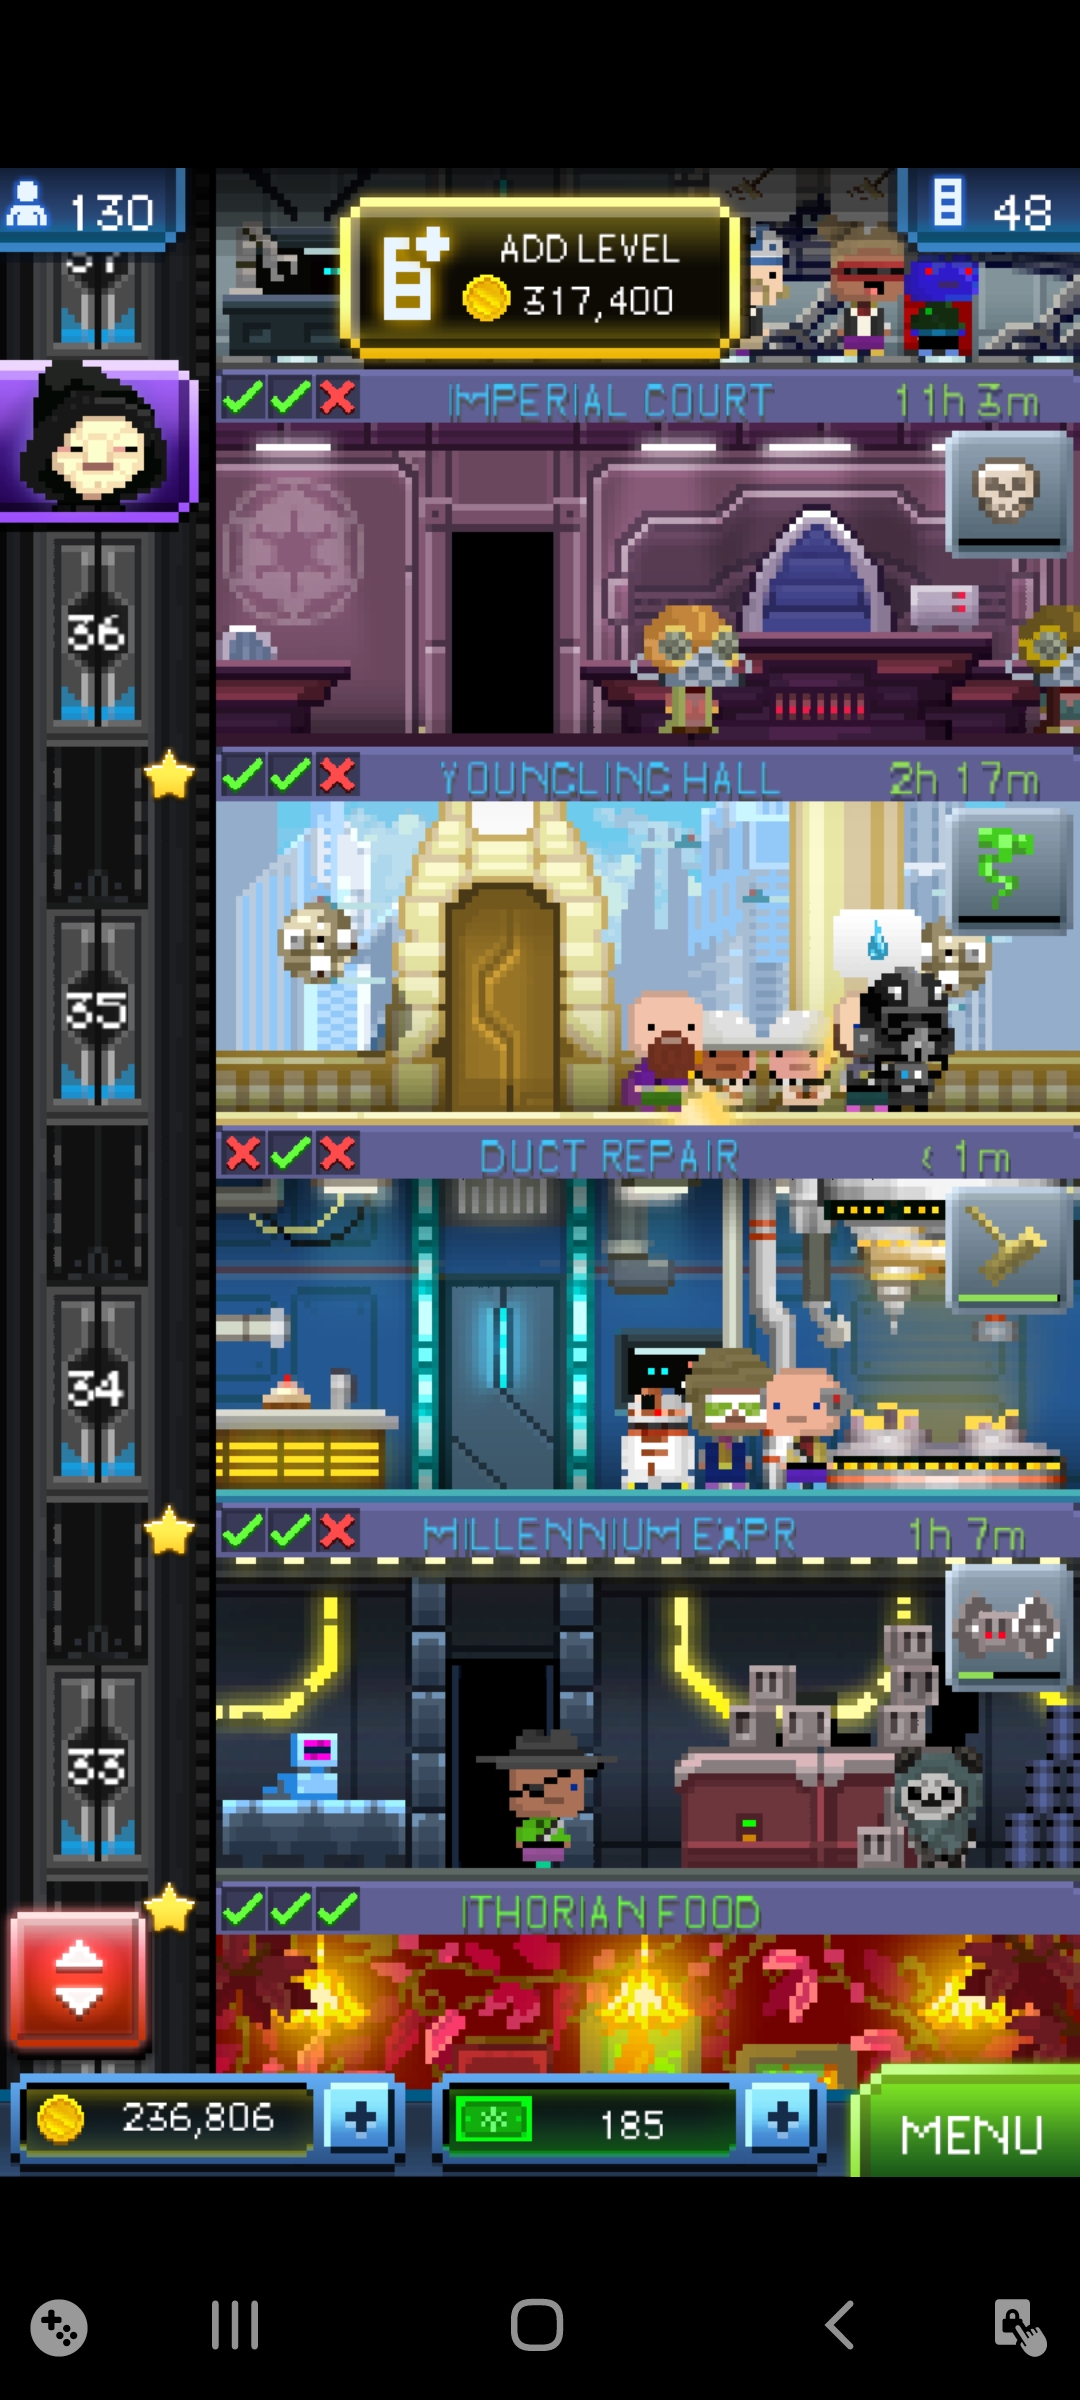 130
ADD LEVEL
317,400
48
IMPERIAL COURT
11h 3m
36
YOUNGLING HALL
2h 17m
35
DUCT REPAIR
< 1m
34
MILLENNIUM EXPR
1h 7m
33
ITHORIAN FOOD
236,806
185
MENU